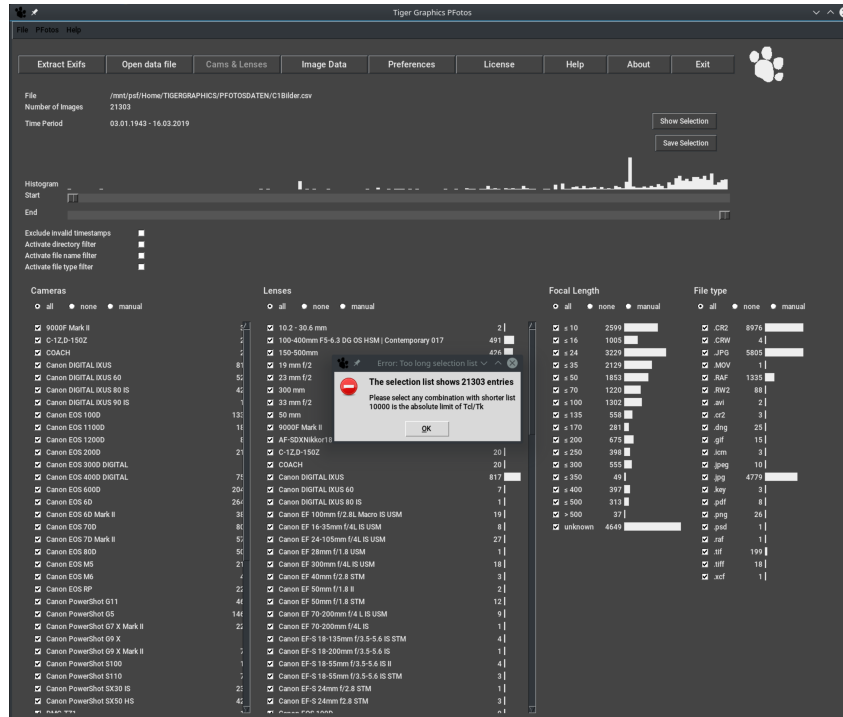 Tiger Graphics PFotos
File PFotos Help
Extract Exifs Open data file Cams & Lenses Image Data Preferences License Help About Exit
File /mnt/psf/Home/TIGERGRAPHICS/PFOTOSDATEN/C1Bilder.csv
Number of Images 21303
Time Period 03.01.1943 - 16.03.2019
Show Selection
Save Selection
Histogram
Start
End
Exclude invalid timestamps
Activate directory filter
Activate file name filter
Activate file type filter
Cameras
all none manual
9000F Mark II
C-1Z,D-150Z
COACH
Canon DIGITAL IXUS
Canon DIGITAL IXUS 60
Canon DIGITAL IXUS 80 IS
Canon DIGITAL IXUS 90 IS
Canon EOS 100D
Canon EOS 1100D
Canon EOS 1200D
Canon EOS 200D
Canon EOS 300D DIGITAL
Canon EOS 400D DIGITAL
Canon EOS 600D
Canon EOS 6D
Canon EOS 6D Mark II
Canon EOS 70D
Canon EOS 7D Mark II
Canon EOS 80D
Canon EOS M5
Canon EOS M6
Canon EOS RP
Canon PowerShot G11
Canon PowerShot G5
Canon PowerShot G7 X Mark II
Canon PowerShot G9 X
Canon PowerShot G9 X Mark II
Canon PowerShot S100
Canon PowerShot S110
Canon PowerShot SX30 IS
Canon PowerShot SX50 HS
Lenses
all none manual
10.2 - 30.6 mm 2
100-400mm F5-6.3 DG OS HSM | Contemporary 017 491
150-500mm 426
19 mm f/2
23 mm f/2
300 mm
33 mm f/2
50 mm
9000F Mark II
AF-SDXNikkor18
C-1Z,D-150Z 20
COACH 20
Canon DIGITAL IXUS 817
Canon DIGITAL IXUS 60 7
Canon DIGITAL IXUS 80 IS 1
Canon EF 100mm f/2.8L Macro IS USM 19
Canon EF 16-35mm f/4L IS USM 8
Canon EF 24-105mm f/4L IS USM 27
Canon EF 28mm f/1.8 USM 1
Canon EF 300mm f/4L IS USM 18
Canon EF 40mm f/2.8 STM 3
Canon EF 50mm f/1.8 II 2
Canon EF 50mm f/1.8 STM 12
Canon EF 70-200mm f/4 L IS USM 9
Canon EF 70-200mm f/4L IS 1
Canon EF-S 18-135mm f/3.5-5.6 IS STM 4
Canon EF-S 18-200mm f/3.5-5.6 IS 1
Canon EF-S 18-55mm f/3.5-5.6 IS II 4
Canon EF-S 18-55mm f/3.5-5.6 IS STM 3
Canon EF-S 24mm f/2.8 STM 1
Canon EF-S 24mm f2.8 STM 3
Error: Too long selection list
The selection list shows 21303 entries
Please select any combination with shorter list
10000 is the absolute limit of Tcl/Tk
OK
Focal Length
all none manual
≤ 10 2599
≤ 16 1005
≤ 24 3229
≤ 35 2129
≤ 50 1853
≤ 70 1220
≤ 100 1302
≤ 135 558
≤ 170 281
≤ 200 675
≤ 250 398
≤ 300 555
≤ 350 49
≤ 400 397
≤ 500 313
> 500 37
unknown 4649
File type
all none manual
.CR2 8976
.CRW 4
.JPG 5805
.MOV 1
.RAF 1335
.RW2 88
.avi 2
.cr2 3
.dng 25
.gif 15
.icm 3
.jpeg 10
.jpg 4779
.key 3
.pdf 8
.png 26
.psd 1
.raf 1
.tif 199
.tiff 18
.xcf 1